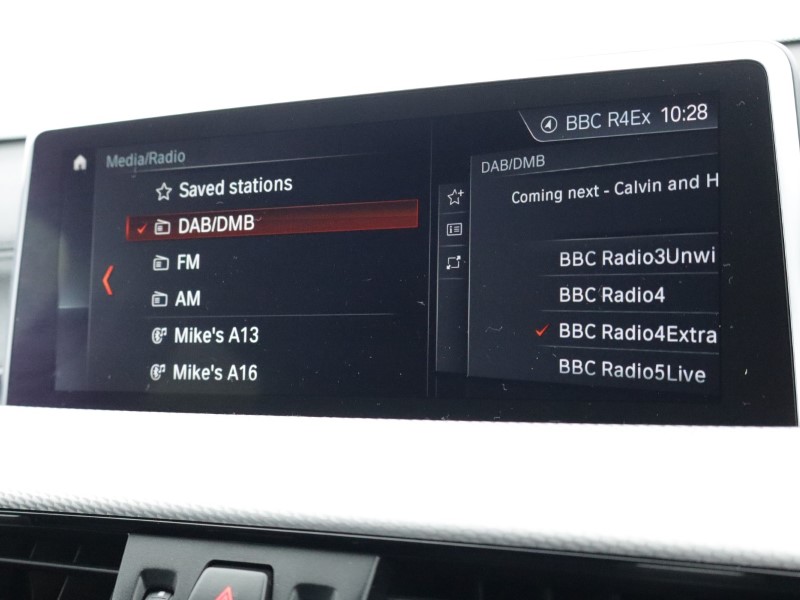 BBC R4Ex 10:28
Media/Radio
Saved stations
DAB/DMB
FM
AM
Mike's A13
Mike's A16
DAB/DMB
Coming next - Calvin and H
BBC Radio3Unwi
BBC Radio4
BBC Radio4Extra
BBC Radio5Live